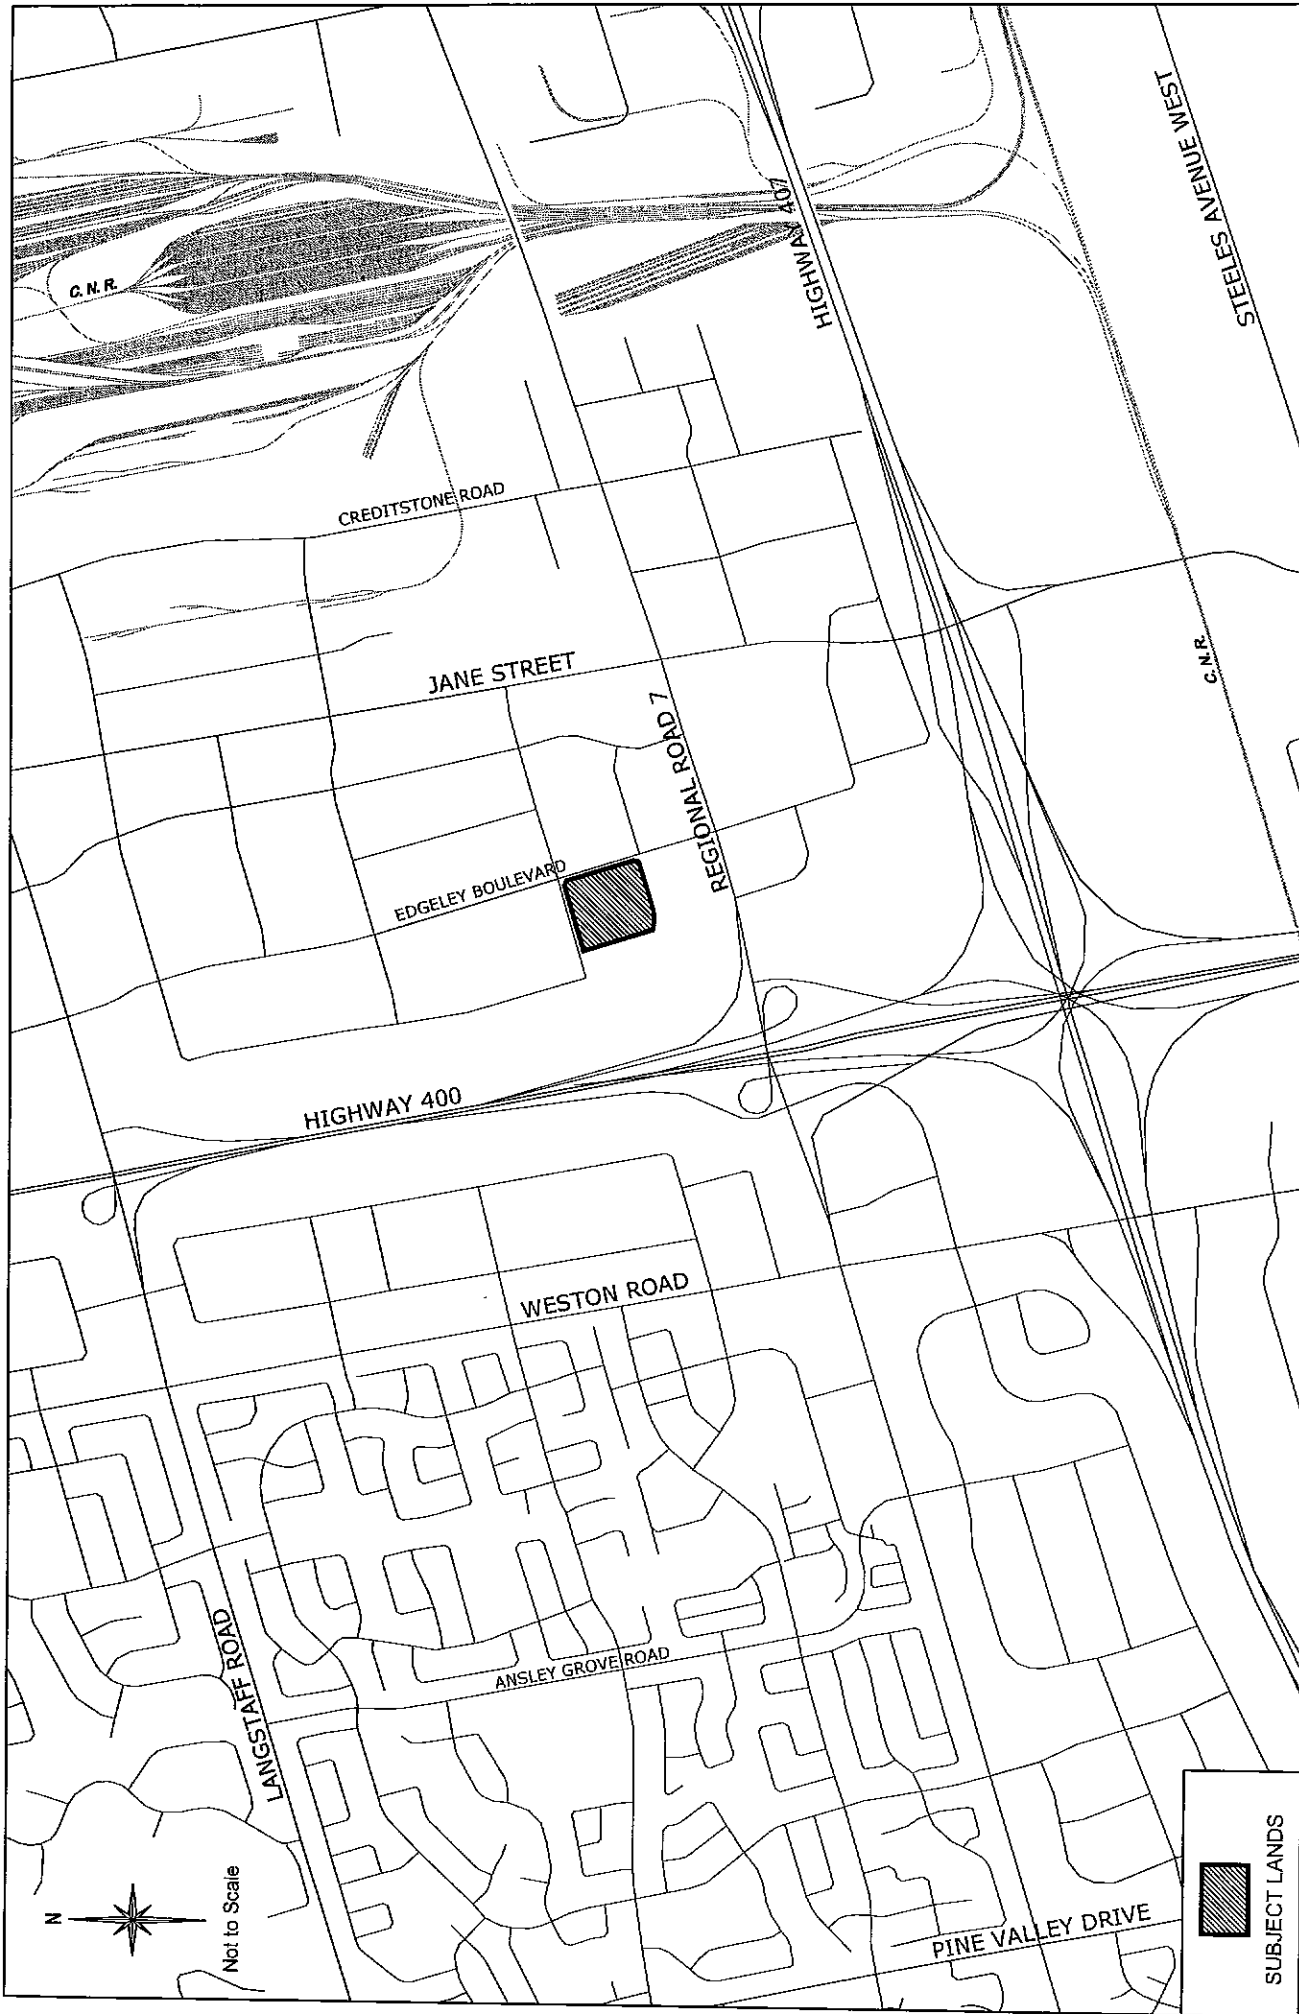 N
Not to Scale
LANGSTAFF ROAD
ANSLEY GROVE ROAD
PINE VALLEY DRIVE
WESTON ROAD
HIGHWAY 400
EDGELEY BOULEVARD
REGIONAL ROAD 7
JANE STREET
CREDITSTONE ROAD
C. N. R.
HIGHWAY 407
STEELES AVENUE WEST
C. N. R.
SUBJECT LANDS